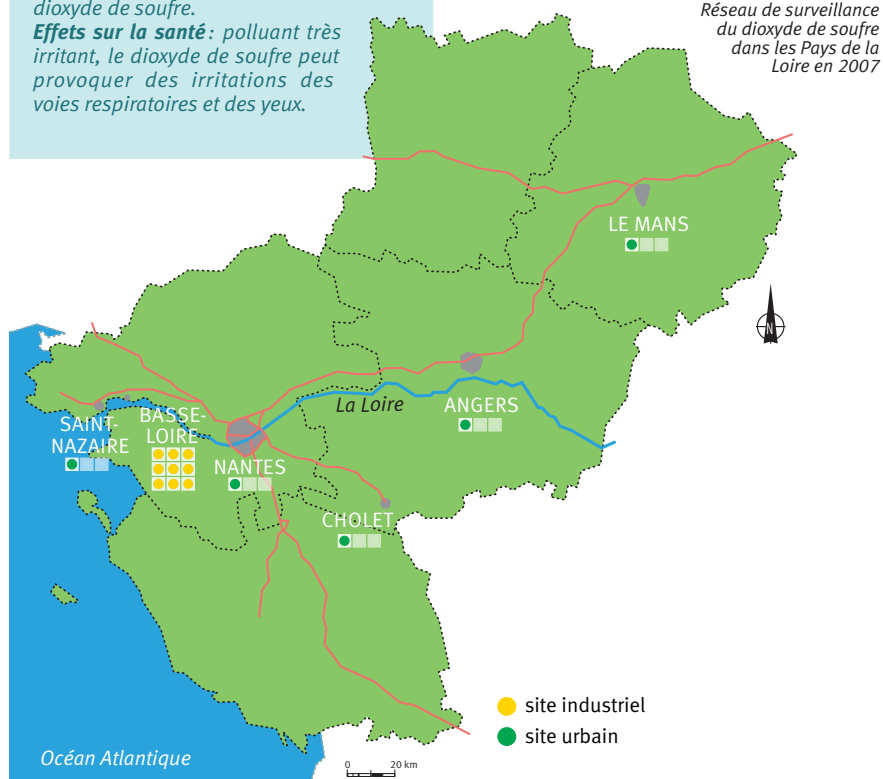 dioxyde de soufre.
Effets sur la santé : polluant très
irritant, le dioxyde de soufre peut
provoquer des irritations des
voies respiratoires et des yeux.
Réseau de surveillance
du dioxyde de soufre
dans les Pays de la
Loire en 2007
LE MANS
N
La Loire
ANGERS
SAINT-
NAZAIRE
BASSE-
LOIRE
NANTES
CHOLET
site industriel
site urbain
Océan Atlantique
0 20 km